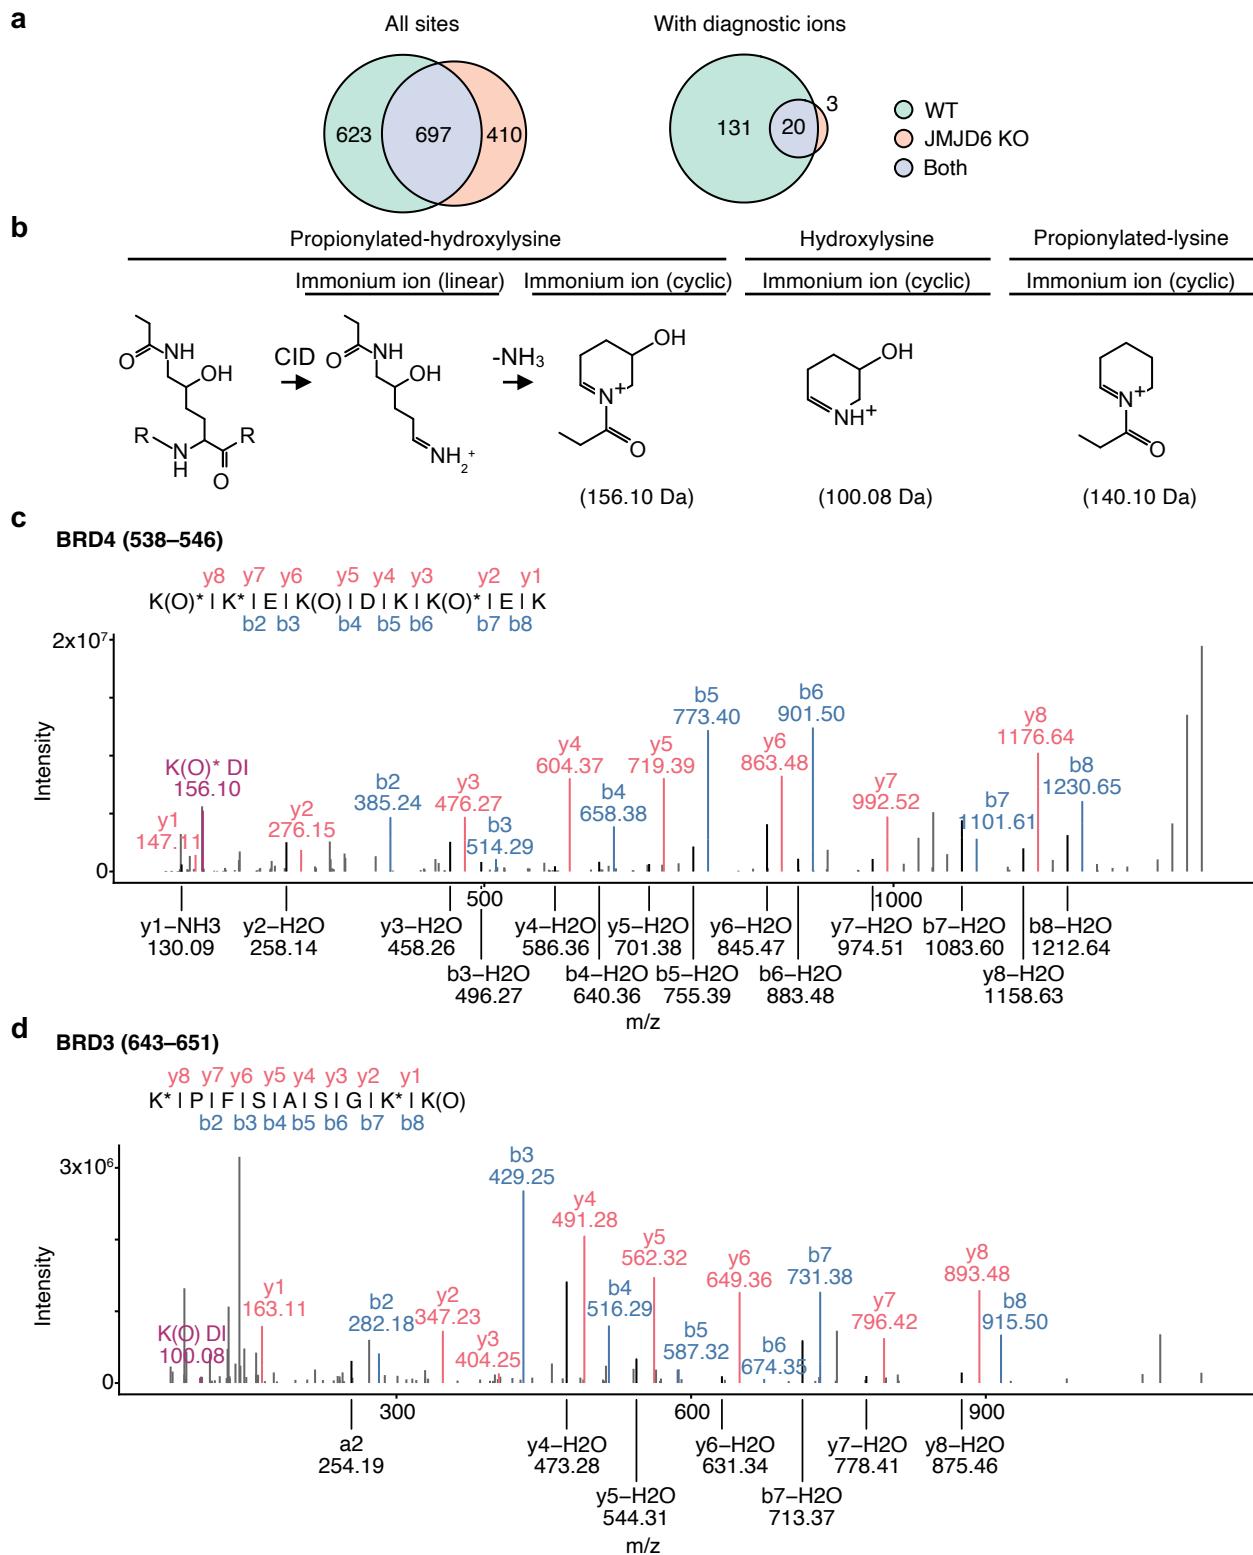 a
All sites
With diagnostic ions
623
697
410
131
20
3
WT
JMJD6 KO
Both
b
Propionylated-hydroxylysine
Hydroxylysine
Propionylated-lysine
Immonium ion (linear)
Immonium ion (cyclic)
Immonium ion (cyclic)
Immonium ion (cyclic)
O
NH
OH
R
N
H
R
O
CID
O
NH
OH
NH2+
-NH3
OH
N+
O
OH
NH+
N+
O
(156.10 Da)
(100.08 Da)
(140.10 Da)
c
BRD4 (538–546)
y8 y7 y6 y5 y4 y3 y2 y1
K(O)* | K* | E | K(O) | D | K | K(O)* | E | K
b2 b3 b4 b5 b6 b7 b8
2x10⁷
Intensity
0
y1
147.11
K(O)* DI
156.10
y2
276.15
b2
385.24
y3
476.27
b3
514.29
y4
604.37
b4
658.38
y5
719.39
b5
773.40
y6
863.48
b6
901.50
y7
992.52
b7
1101.61
y8
1176.64
b8
1230.65
500
1000
y1–NH3
130.09
y2–H2O
258.14
y3–H2O
458.26
b3–H2O
496.27
y4–H2O
586.36
b4–H2O
640.36
y5–H2O
701.38
b5–H2O
755.39
y6–H2O
845.47
b6–H2O
883.48
y7–H2O
974.51
b7–H2O
1083.60
y8–H2O
1158.63
b8–H2O
1212.64
m/z
d
BRD3 (643–651)
y8 y7 y6 y5 y4 y3 y2 y1
K* | P | F | S | A | S | G | K* | K(O)
b2 b3 b4 b5 b6 b7 b8
3x10⁶
Intensity
0
K(O) DI
100.08
y1
163.11
b2
282.18
y2
347.23
y3
404.25
b3
429.25
y4
491.28
b4
516.29
y5
562.32
b5
587.32
y6
649.36
b6
674.35
b7
731.38
y7
796.42
y8
893.48
b8
915.50
300
600
900
a2
254.19
y4–H2O
473.28
y5–H2O
544.31
y6–H2O
631.34
b7–H2O
713.37
y7–H2O
778.41
y8–H2O
875.46
m/z